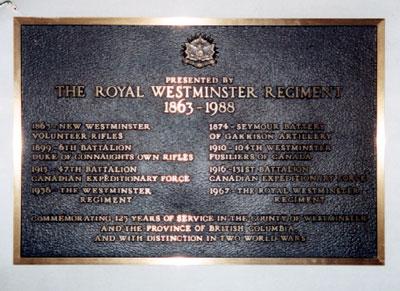 PRESENTED BY
THE ROYAL WESTMINSTER REGIMENT
1863-1988
1863-NEW WESTMINSTER
VOLUNTEER RIFLES
1899-6TH BATTALION
DUKE OF CONNAUGHTS OWN RIFLES
1915-47TH BATTALION
CANADIAN EXPEDITIONARY FORCE
1936-THE WESTMINSTER
REGIMENT
1874-SEYMOUR BATTERY
OF GARRISON ARTILLERY
1910-104TH WESTMINSTER
FUSILIERS OF CANADA
1916-131ST BATTALION
CANADIAN EXPEDITIONARY FORCE
1967-THE ROYAL WESTMINSTER
REGIMENT
COMMEMORATING 125 YEARS OF SERVICE IN THE COUNTY OF WESTMINSTER
AND THE PROVINCE OF BRITISH COLUMBIA
AND WITH DISTINCTION IN TWO WORLD WARS